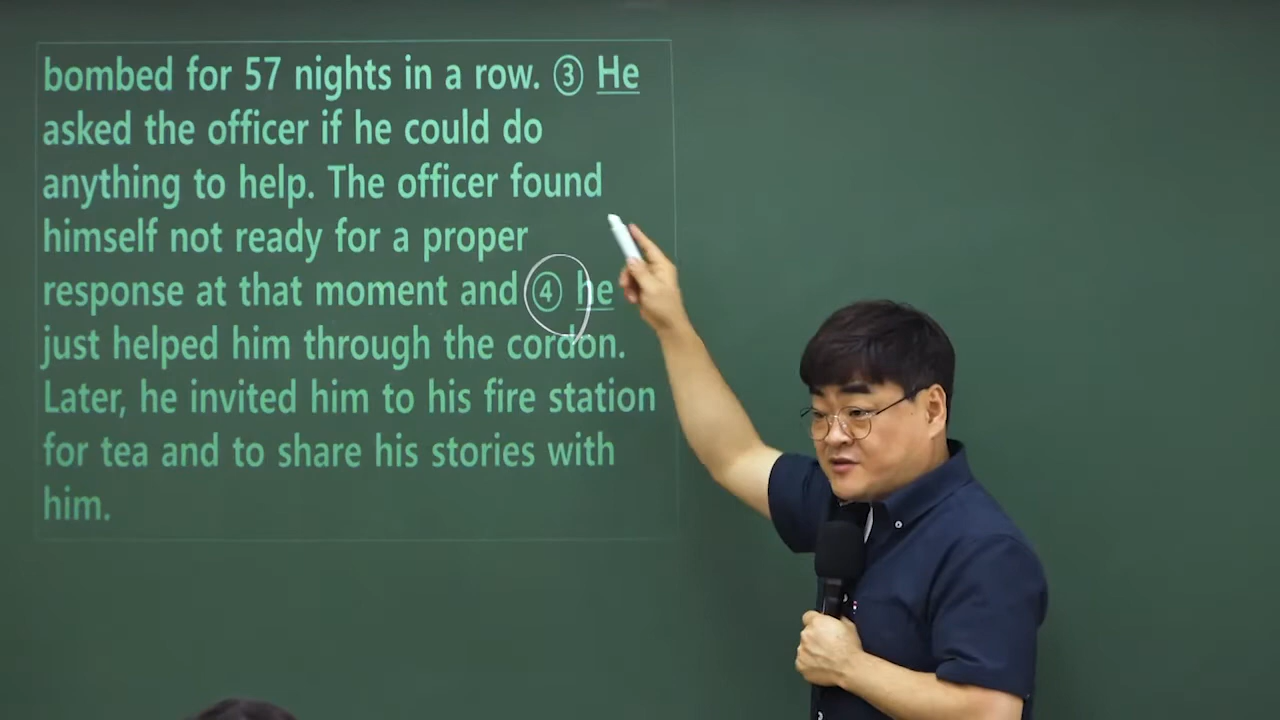 bombed for 57 nights in a row. ③ He
asked the officer if he could do
anything to help. The officer found
himself not ready for a proper
response at that moment and ④ he
just helped him through the cordon.
Later, he invited him to his fire station
for tea and to share his stories with
him.